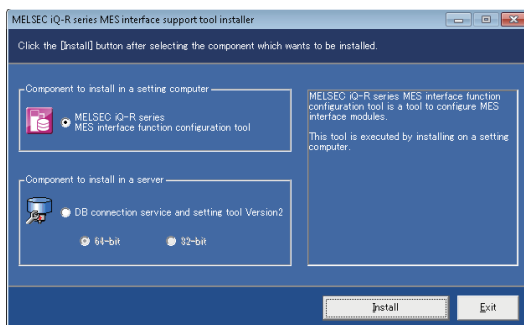 MELSEC iQ-R series MES interface support tool installer
Click the [Install] button after selecting the component which wants to be installed.
Component to install in a setting computer
MELSEC iQ-R series
MES interface function configuration tool
MELSEC iQ-R series MES interface function
configuration tool is a tool to configure MES
interface modules.
This tool is executed by installing on a setting
computer.
Component to install in a server
DB connection service and setting tool Version2
64-bit
32-bit
Install
Exit